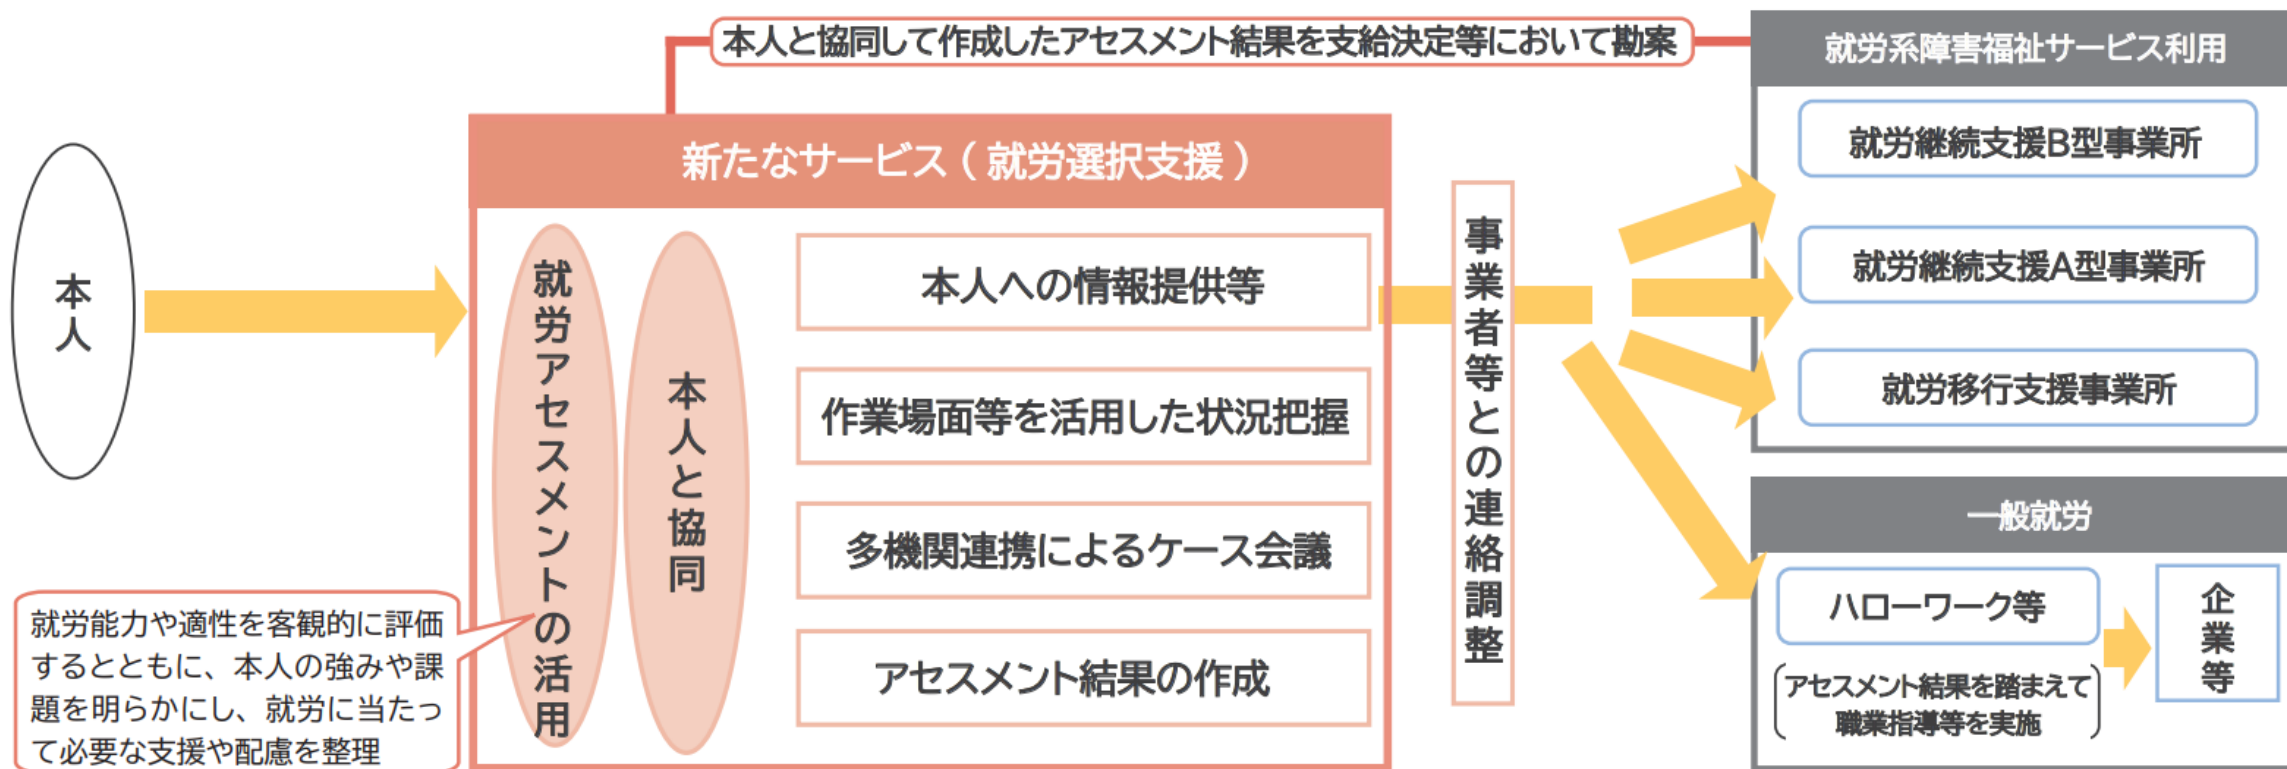 本人と協同して作成したアセスメント結果を支給決定等において勘案
本人
新たなサービス（就労選択支援）
就労アセスメントの活用
本人と協同
本人への情報提供等
作業場面等を活用した状況把握
多機関連携によるケース会議
アセスメント結果の作成
就労能力や適性を客観的に評価
するとともに、本人の強みや課
題を明らかにし、就労に当たっ
て必要な支援や配慮を整理
事業者等との連絡調整
就労系障害福祉サービス利用
就労継続支援B型事業所
就労継続支援A型事業所
就労移行支援事業所
一般就労
ハローワーク等
アセスメント結果を踏まえて
職業指導等を実施
企業等